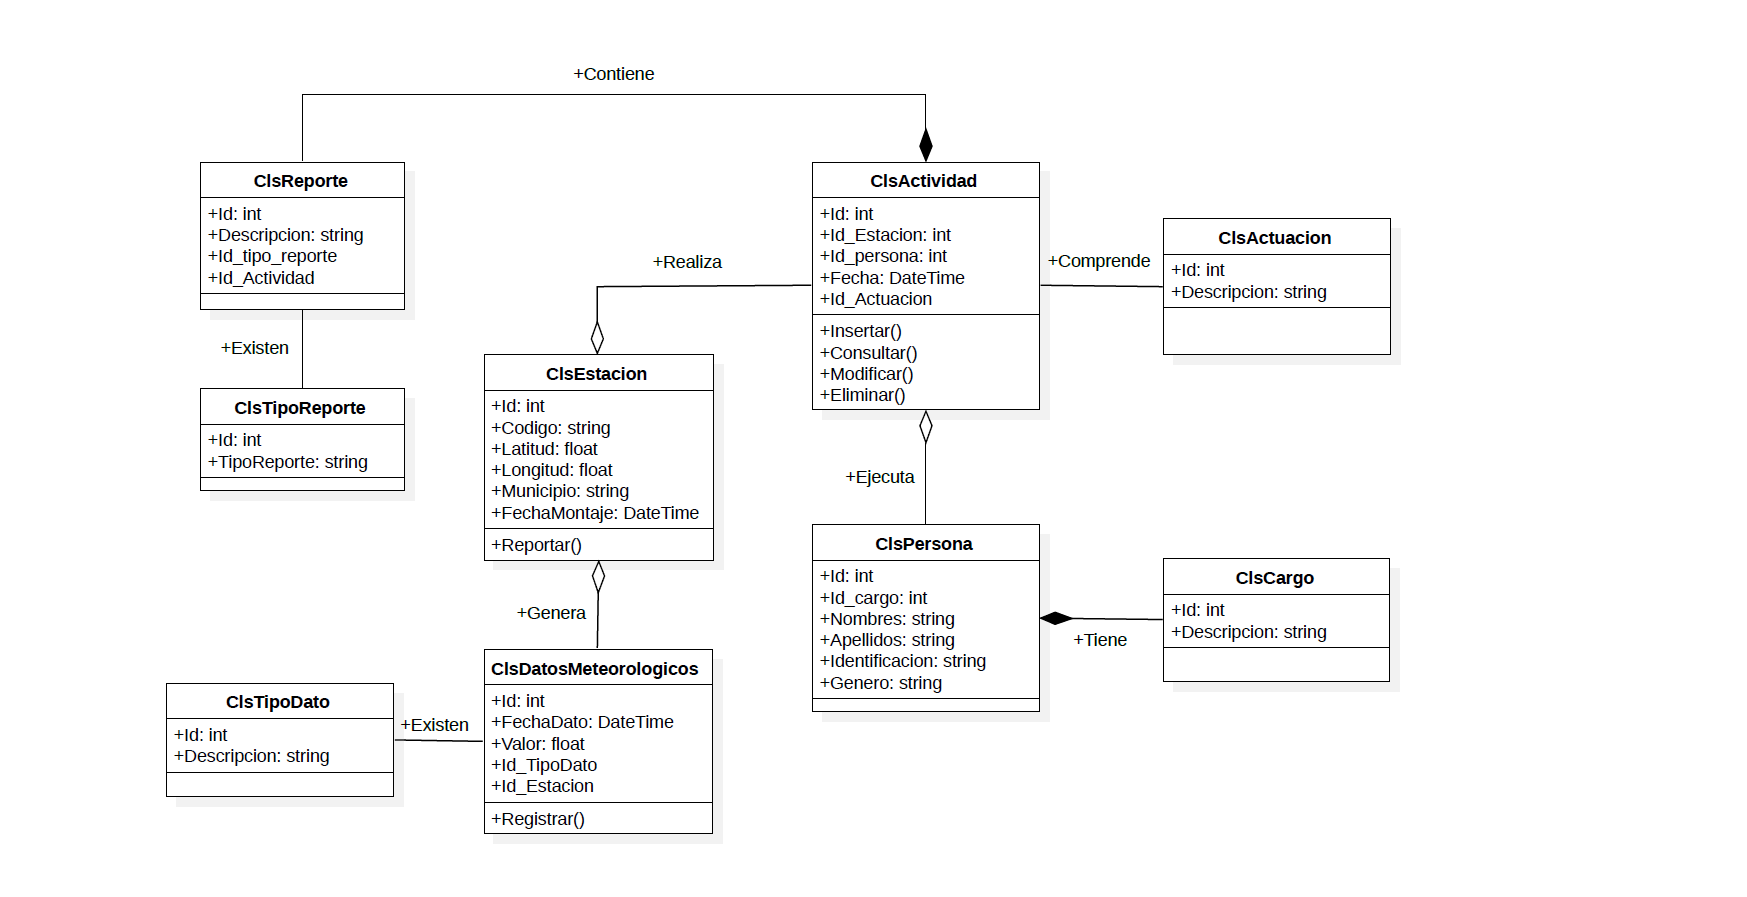 +Contiene
ClsReporte
+Id: int
+Descripcion: string
+Id_tipo_reporte
+Id_Actividad
+Existen
ClsTipoReporte
+Id: int
+TipoReporte: string
+Realiza
ClsEstacion
+Id: int
+Codigo: string
+Latitud: float
+Longitud: float
+Municipio: string
+FechaMontaje: DateTime
+Reportar()
+Genera
ClsDatosMeteorologicos
+Id: int
+FechaDato: DateTime
+Valor: float
+Id_TipoDato
+Id_Estacion
+Registrar()
+Existen
ClsTipoDato
+Id: int
+Descripcion: string
ClsActividad
+Id: int
+Id_Estacion: int
+Id_persona: int
+Fecha: DateTime
+Id_Actuacion
+Insertar()
+Consultar()
+Modificar()
+Eliminar()
+Comprende
ClsActuacion
+Id: int
+Descripcion: string
+Ejecuta
ClsPersona
+Id: int
+Id_cargo: int
+Nombres: string
+Apellidos: string
+Identificacion: string
+Genero: string
+Tiene
ClsCargo
+Id: int
+Descripcion: string